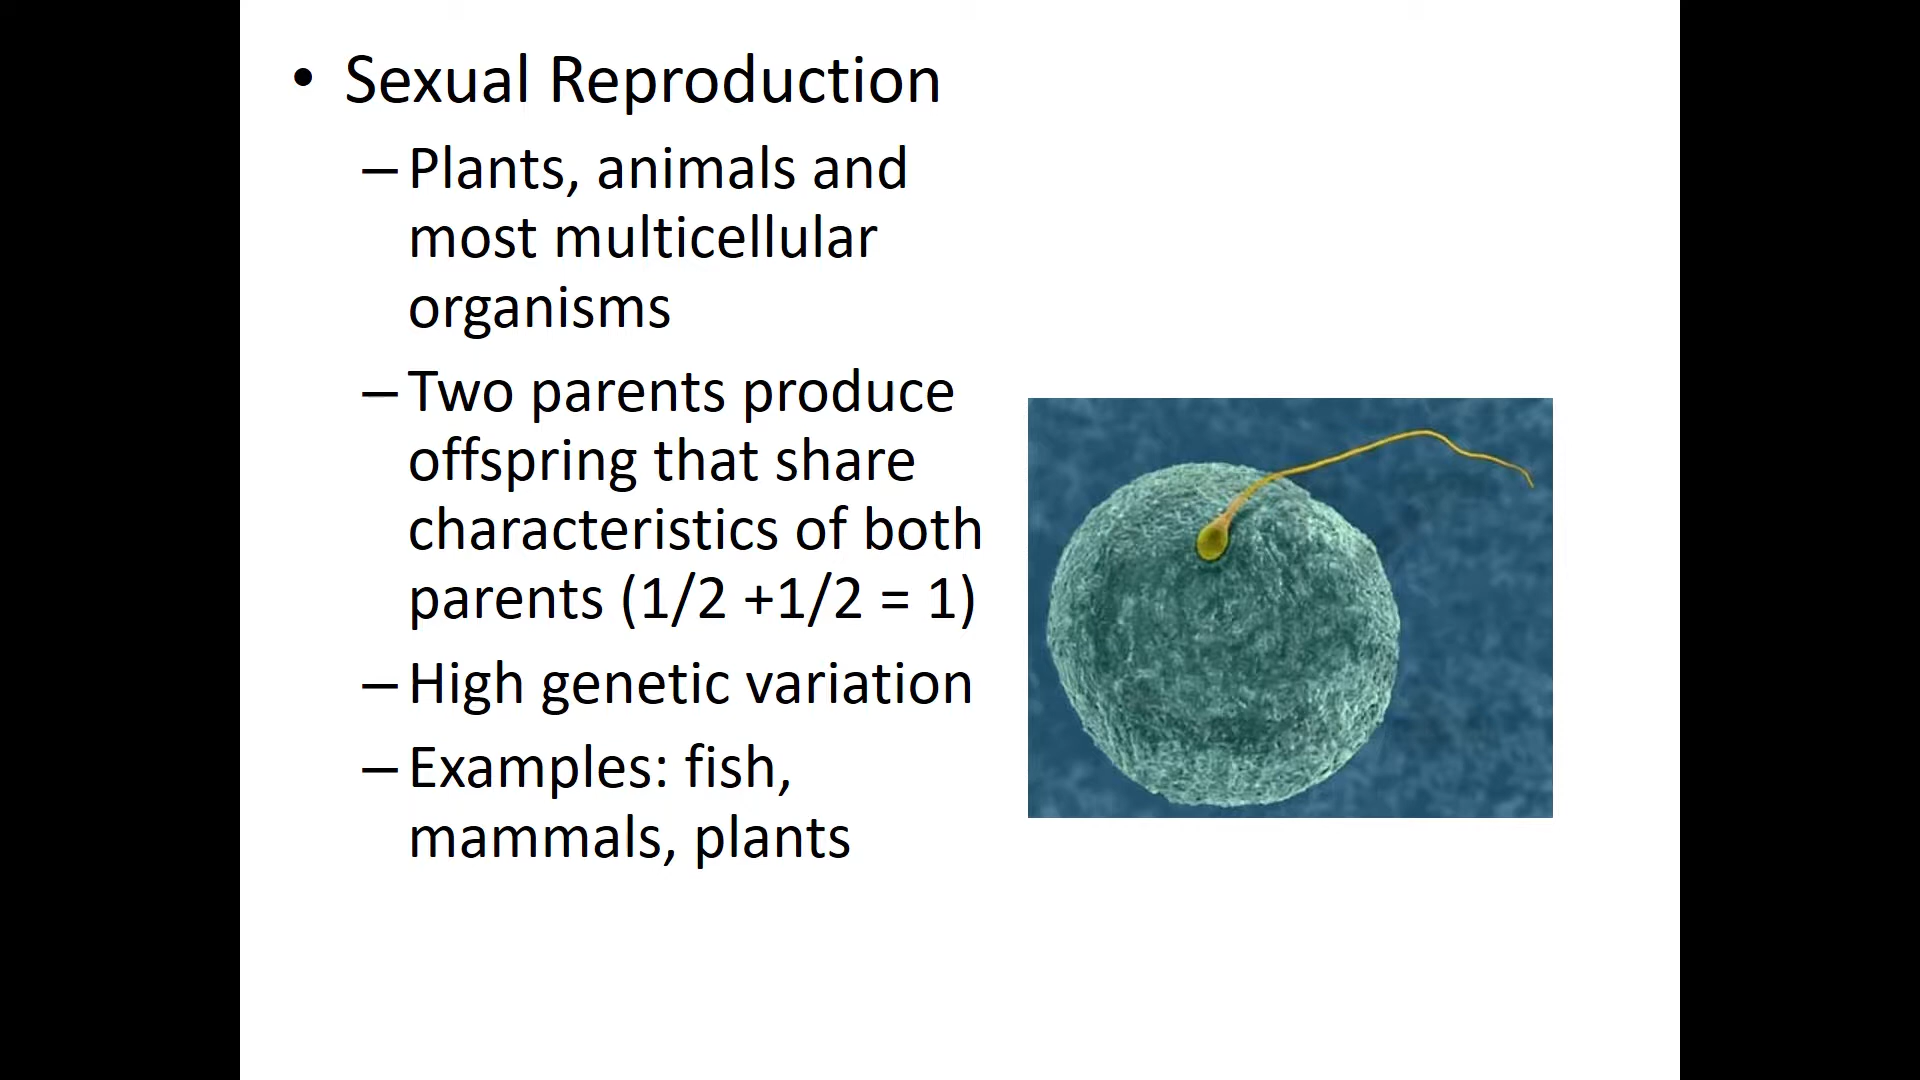 • Sexual Reproduction
– Plants, animals and
most multicellular
organisms
– Two parents produce
offspring that share
characteristics of both
parents (1/2 +1/2 = 1)
– High genetic variation
– Examples: fish,
mammals, plants